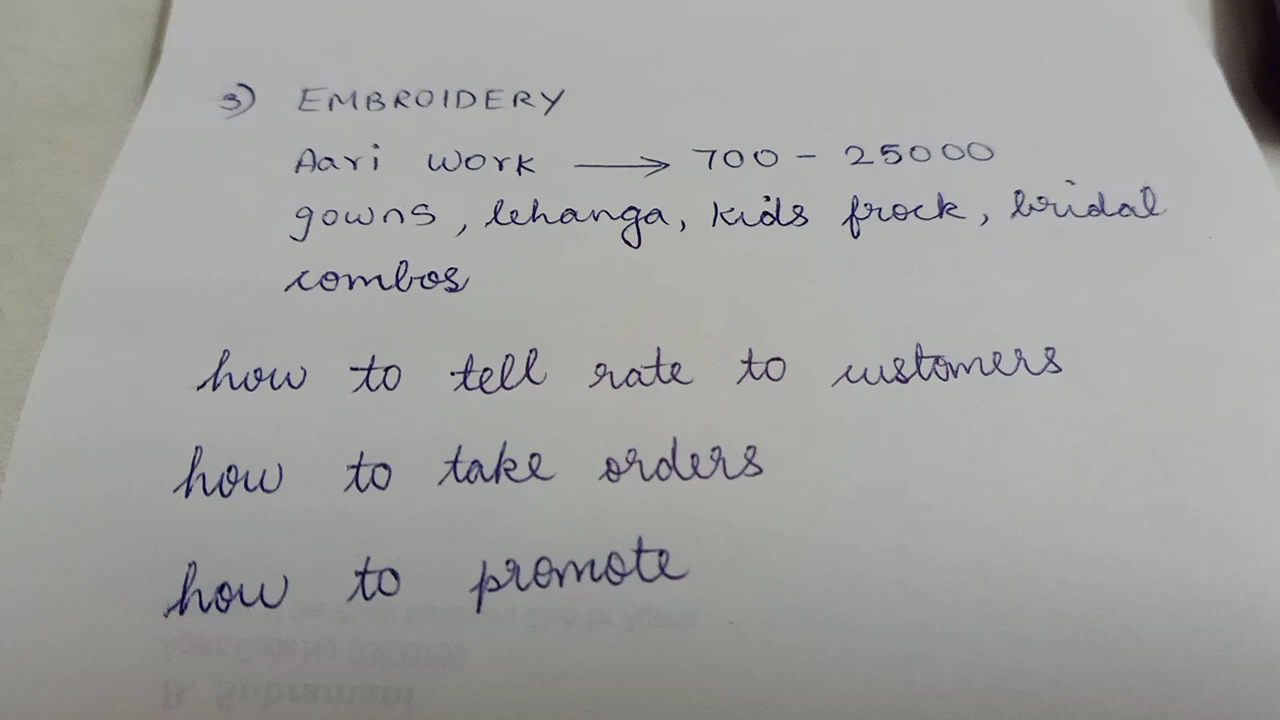 3) EMBROIDERY
Aari work → 700 - 25000
gowns, lehanga, kids frock, bridal
combos
how to tell rate to customers
how to take orders
how to promote